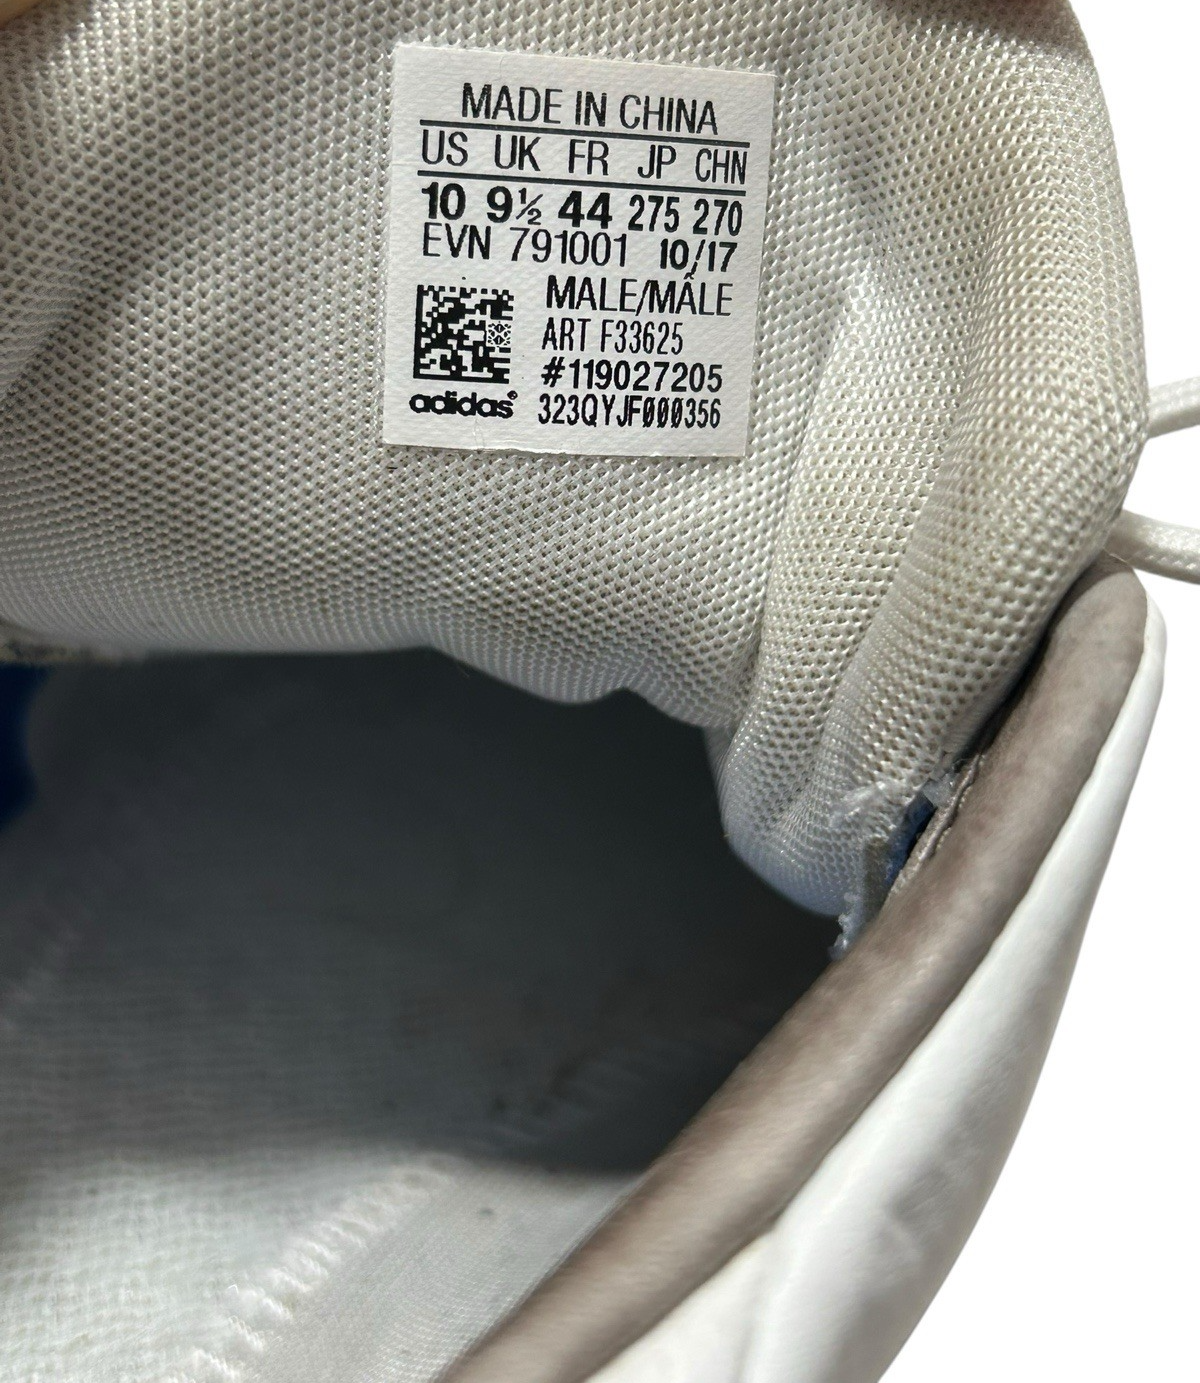 MADE IN CHINA
US UK FR JP CHN
10 9½ 44 275 270
EVN 791001 10/17
MALE/MÂLE
ART F33625
#119027205
adidas® 323QYJF000356